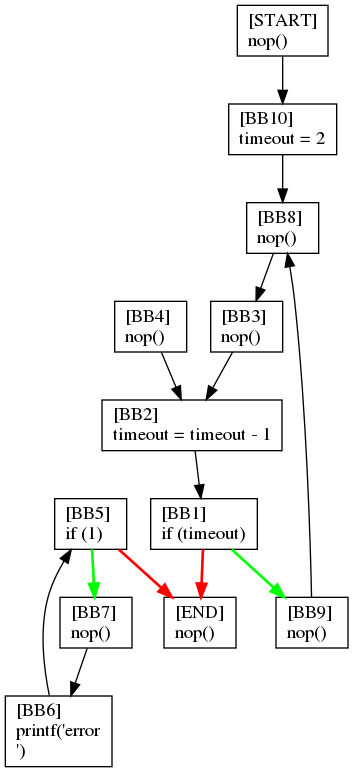 [START]
nop()
[BB10]
timeout = 2
[BB8]
nop()
[BB4]
nop()
[BB3]
nop()
[BB2]
timeout = timeout - 1
[BB5]
if (1)
[BB1]
if (timeout)
[BB7]
nop()
[END]
nop()
[BB9]
nop()
[BB6]
printf('error
')